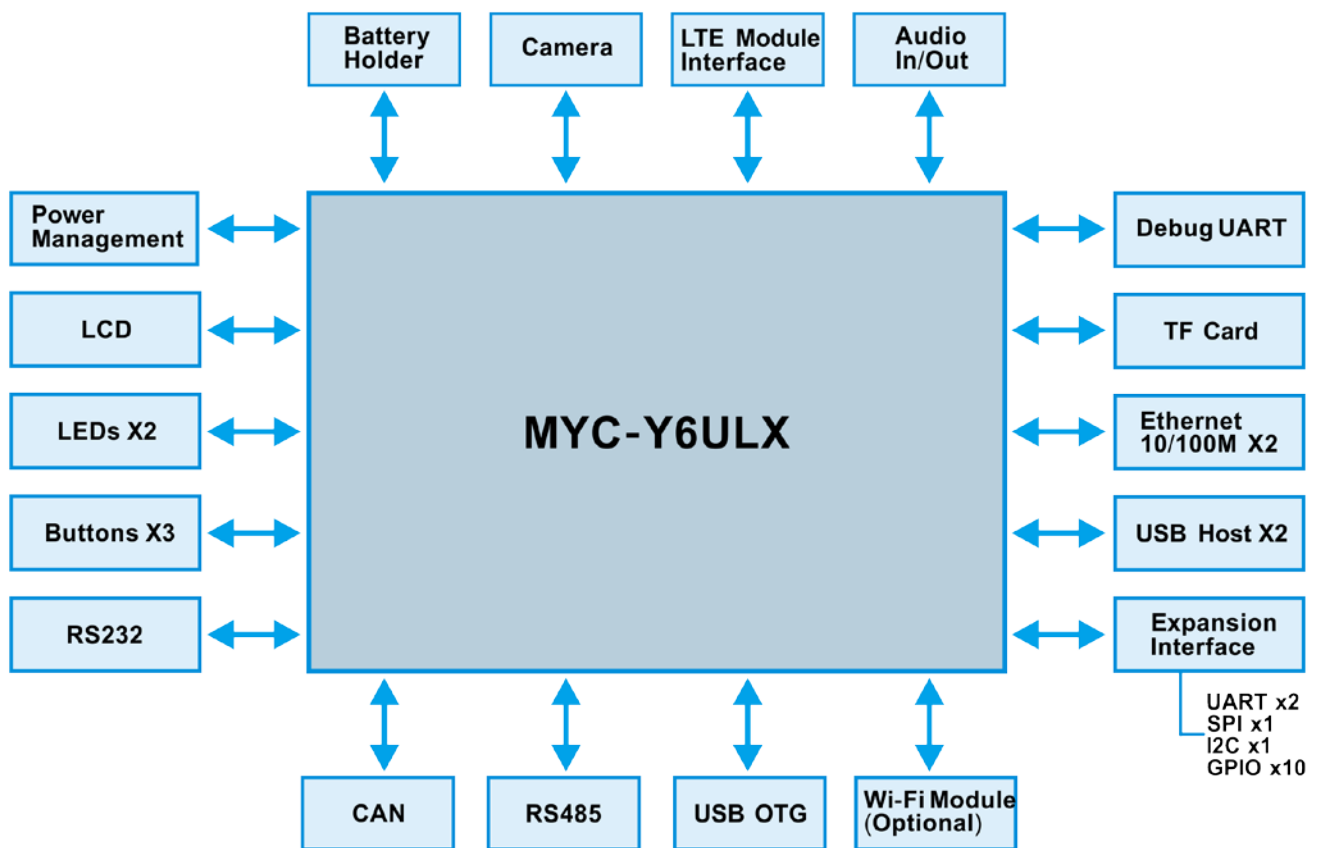 Battery
Holder
Camera
LTE Module
Interface
Audio
In/Out
Power
Management
LCD
LEDs X2
Buttons X3
RS232
MYC-Y6ULX
Debug UART
TF Card
Ethernet
10/100M X2
USB Host X2
Expansion
Interface
UART x2
SPI x1
I2C x1
GPIO x10
CAN
RS485
USB OTG
Wi-Fi Module
(Optional)